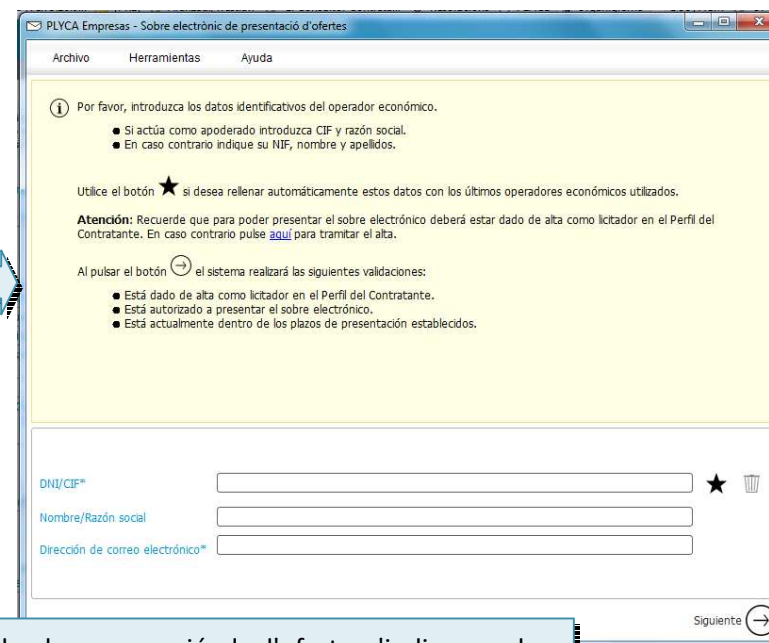 PLYCA Empresas - Sobre electrònic de presentació d'ofertes
Archivo Herramientas Ayuda
Por favor, introduzca los datos identificativos del operador económico.
Si actúa como apoderado introduzca CIF y razón social.
En caso contrario indique su NIF, nombre y apellidos.
Utilice el botón ★ si desea rellenar automáticamente estos datos con los últimos operadores económicos utilizados.
Atención: Recuerde que para poder presentar el sobre electrónico deberá estar dado de alta como licitador en el Perfil del
Contratante. En caso contrario pulse aquí para tramitar el alta.
Al pulsar el botón → el sistema realizará las siguientes validaciones:
Está dado de alta como licitador en el Perfil del Contratante.
Está autorizado a presentar el sobre electrónico.
Está actualmente dentro de los plazos de presentación establecidos.
DNI/CIF*
Nombre/Razón social
Dirección de correo electrónico*
Siguiente